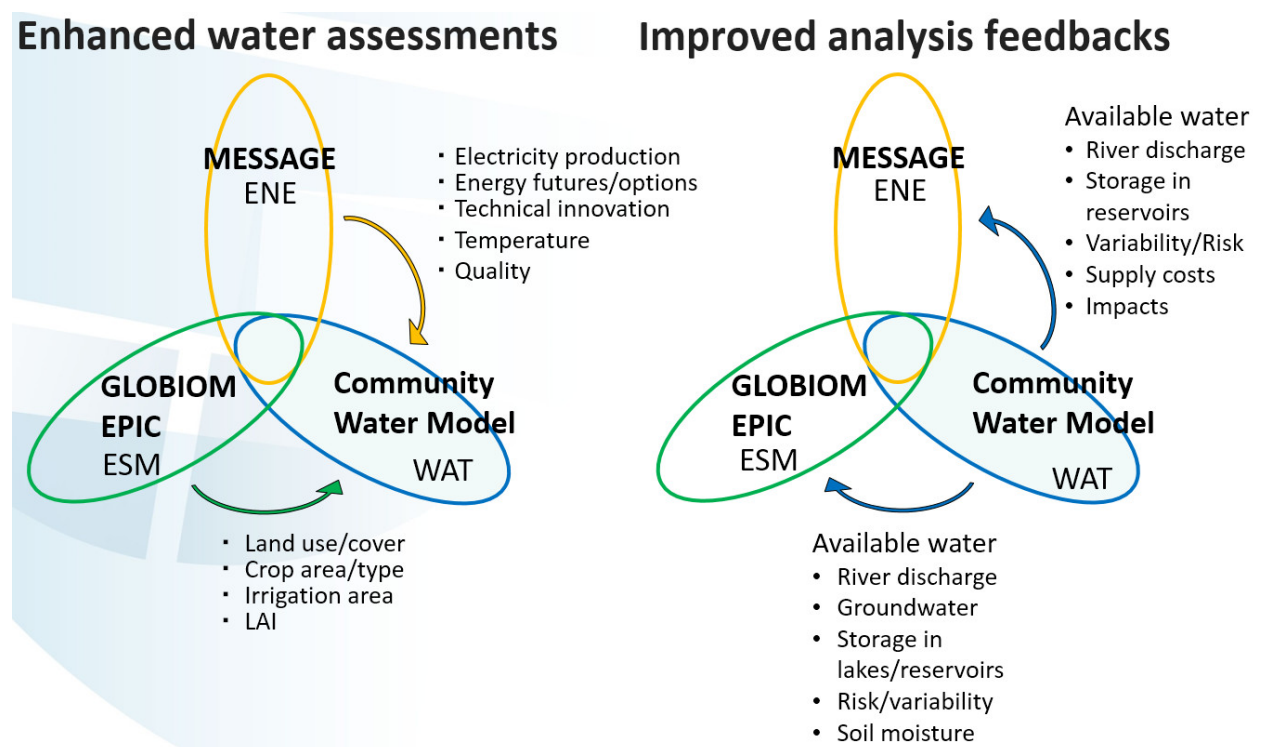 Enhanced water assessments
MESSAGE
ENE
▪ Electricity production
▪ Energy futures/options
▪ Technical innovation
▪ Temperature
▪ Quality
GLOBIOM
EPIC
ESM
Community
Water Model
WAT
▪ Land use/cover
▪ Crop area/type
▪ Irrigation area
▪ LAI
Improved analysis feedbacks
MESSAGE
ENE
Available water
• River discharge
• Storage in
reservoirs
• Variability/Risk
• Supply costs
• Impacts
GLOBIOM
EPIC
ESM
Community
Water Model
WAT
Available water
• River discharge
• Groundwater
• Storage in
lakes/reservoirs
• Risk/variability
• Soil moisture